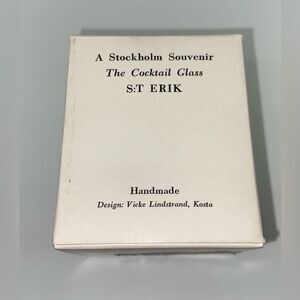 A Stockholm Souvenir
The Cocktail Glass
S:T ERIK
Handmade
Design: Vicke Lindstrand, Kosta